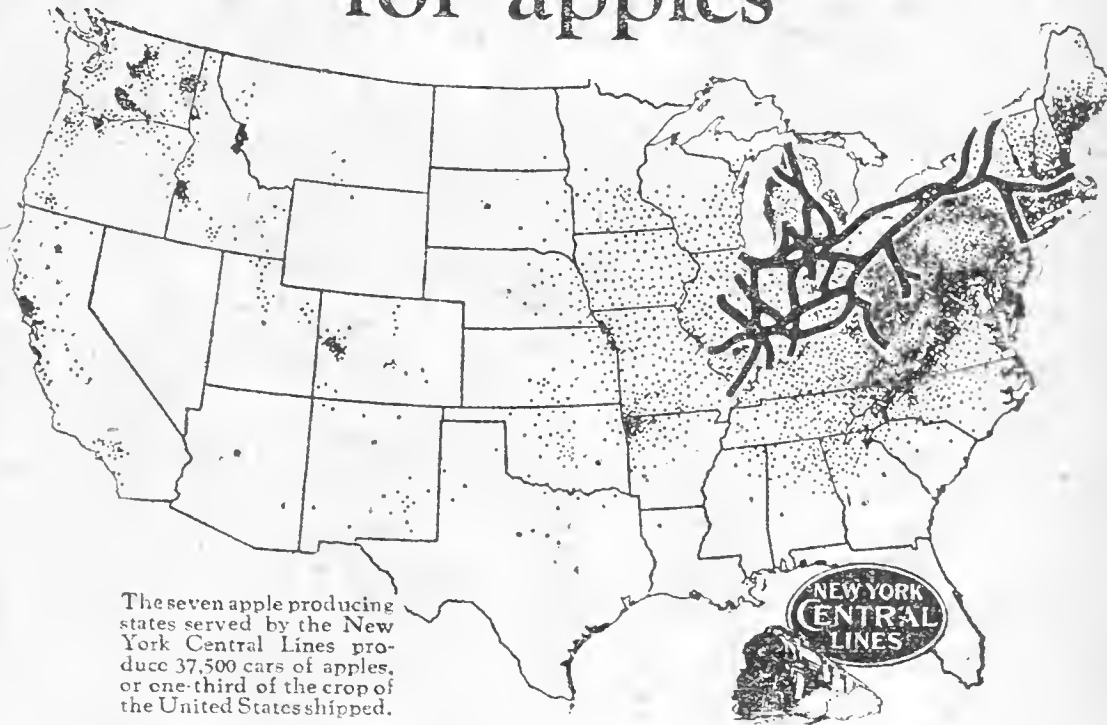 for apples
The seven apple producing
states served by the New
York Central Lines pro-
duce 37,500 cars of apples,
or one-third of the crop of
the United States shipped.
NEW YORK
CENTRAL
LINES